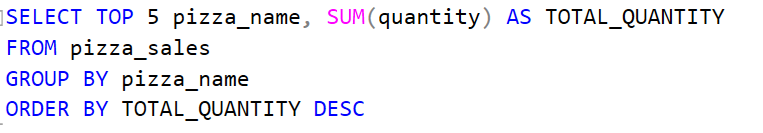 SELECT TOP 5 pizza_name, SUM(quantity) AS TOTAL_QUANTITY
FROM pizza_sales
GROUP BY pizza_name
ORDER BY TOTAL_QUANTITY DESC